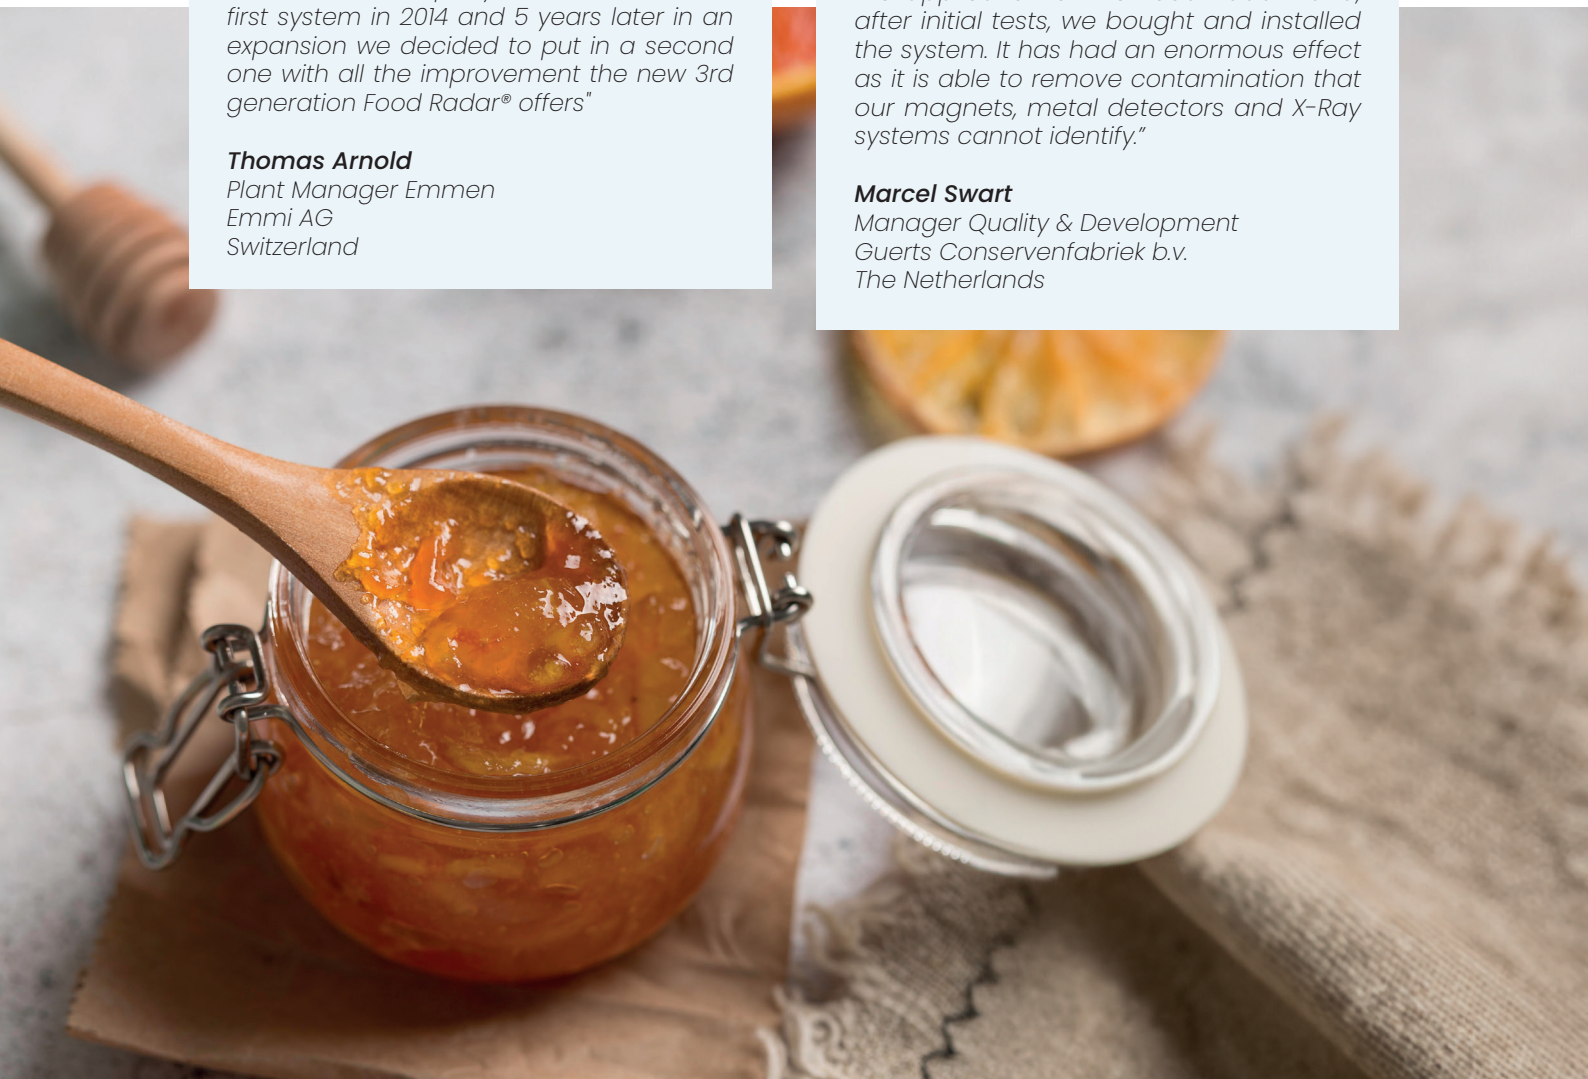 first system in 2014 and 5 years later in an
expansion we decided to put in a second
one with all the improvement the new 3rd
generation Food Radar® offers"
Thomas Arnold
Plant Manager Emmen
Emmi AG
Switzerland
after initial tests, we bought and installed
the system. It has had an enormous effect
as it is able to remove contamination that
our magnets, metal detectors and X-Ray
systems cannot identify.”
Marcel Swart
Manager Quality & Development
Guerts Conservenfabriek b.v.
The Netherlands